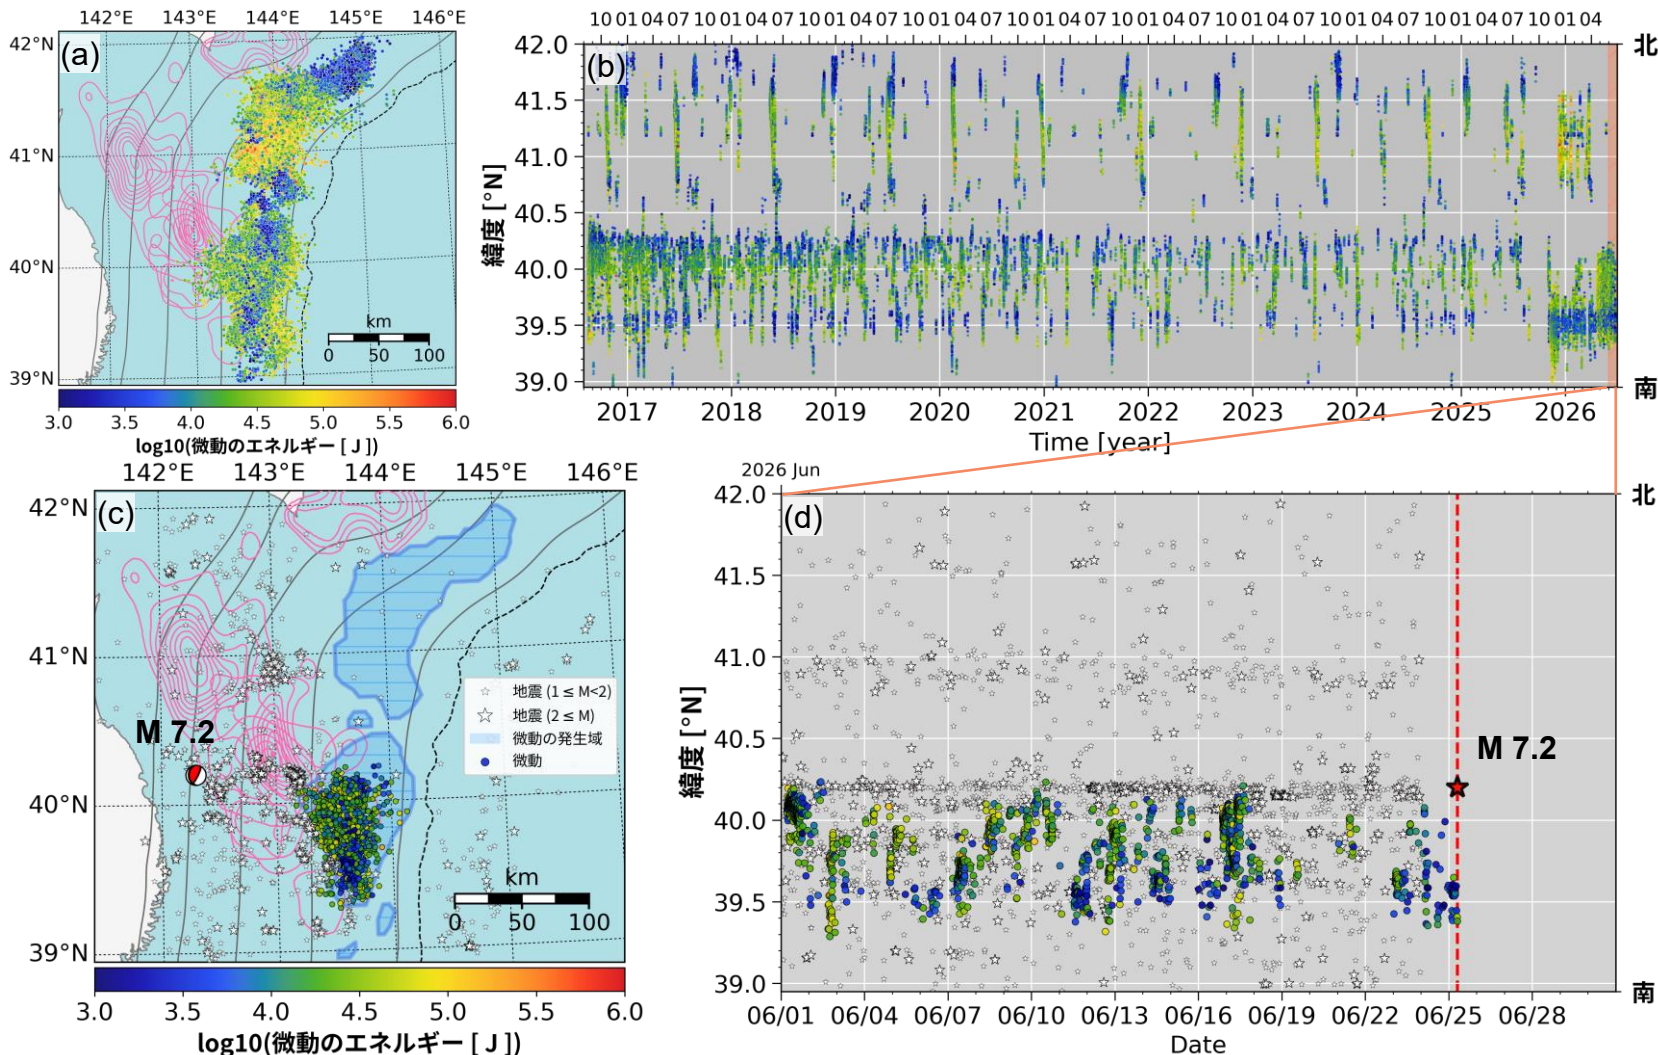 142°E 143°E 144°E 145°E 146°E
(a)
42°N
41°N
40°N
39°N
km
0 50 100
3.0 3.5 4.0 4.5 5.0 5.5 6.0
log10(微動のエネルギー [ J ])
10 01 04 07 10 01 04 07 10 01 04 07 10 01 04 07 10 01 04 07 10 01 04 07 10 01 04 07 10 01 04 07 10 01 04 07 10 01 04
(b)
北
42.0
41.5
41.0
40.5
40.0
39.5
39.0
緯度 [°N]
南
2017 2018 2019 2020 2021 2022 2023 2024 2025 2026
Time [year]
142°E 143°E 144°E 145°E 146°E
(c)
42°N
41°N
40°N
39°N
M 7.2
地震 (1 ≤ M<2)
地震 (2 ≤ M)
微動の発生域
微動
km
0 50 100
3.0 3.5 4.0 4.5 5.0 5.5 6.0
log10(微動のエネルギー [ J ])
2026 Jun
(d)
北
42.0
41.5
41.0
40.5
40.0
39.5
39.0
緯度 [°N]
M 7.2
南
06/01 06/04 06/07 06/10 06/13 06/16 06/19 06/22 06/25 06/28
Date